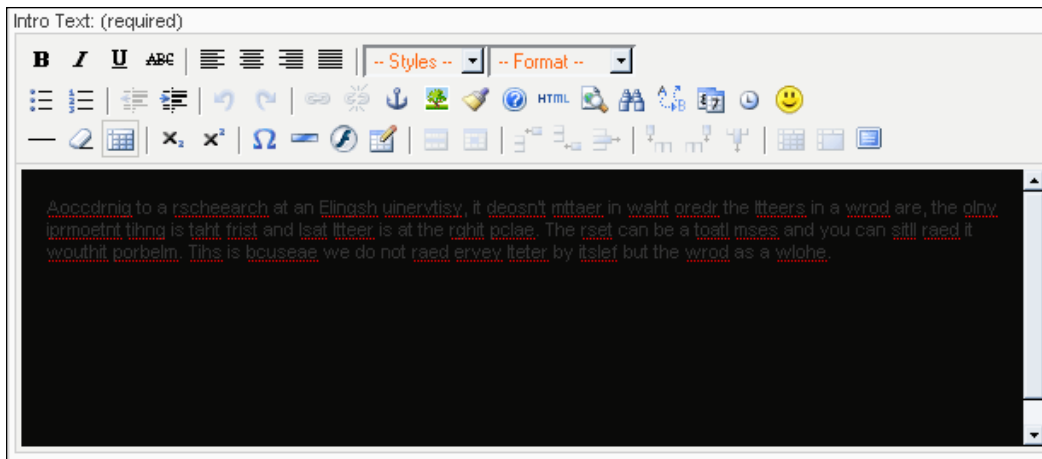 Intro Text: (required)
B I U ABC -- Styles -- -- Format --
HTML
Aoccdrnig to a rscheearch at an Elingsh uinervtisy, it deosn't mttaer in waht oredr the ltteers in a wrod are, the olny
iprmoetnt tihng is taht frist and lsat ltteer is at the rghit pclae. The rset can be a toatl mses and you can sitll raed it
wouthit porbelm. Tihs is bcuseae we do not raed ervey lteter by itslef but the wrod as a wlohe.